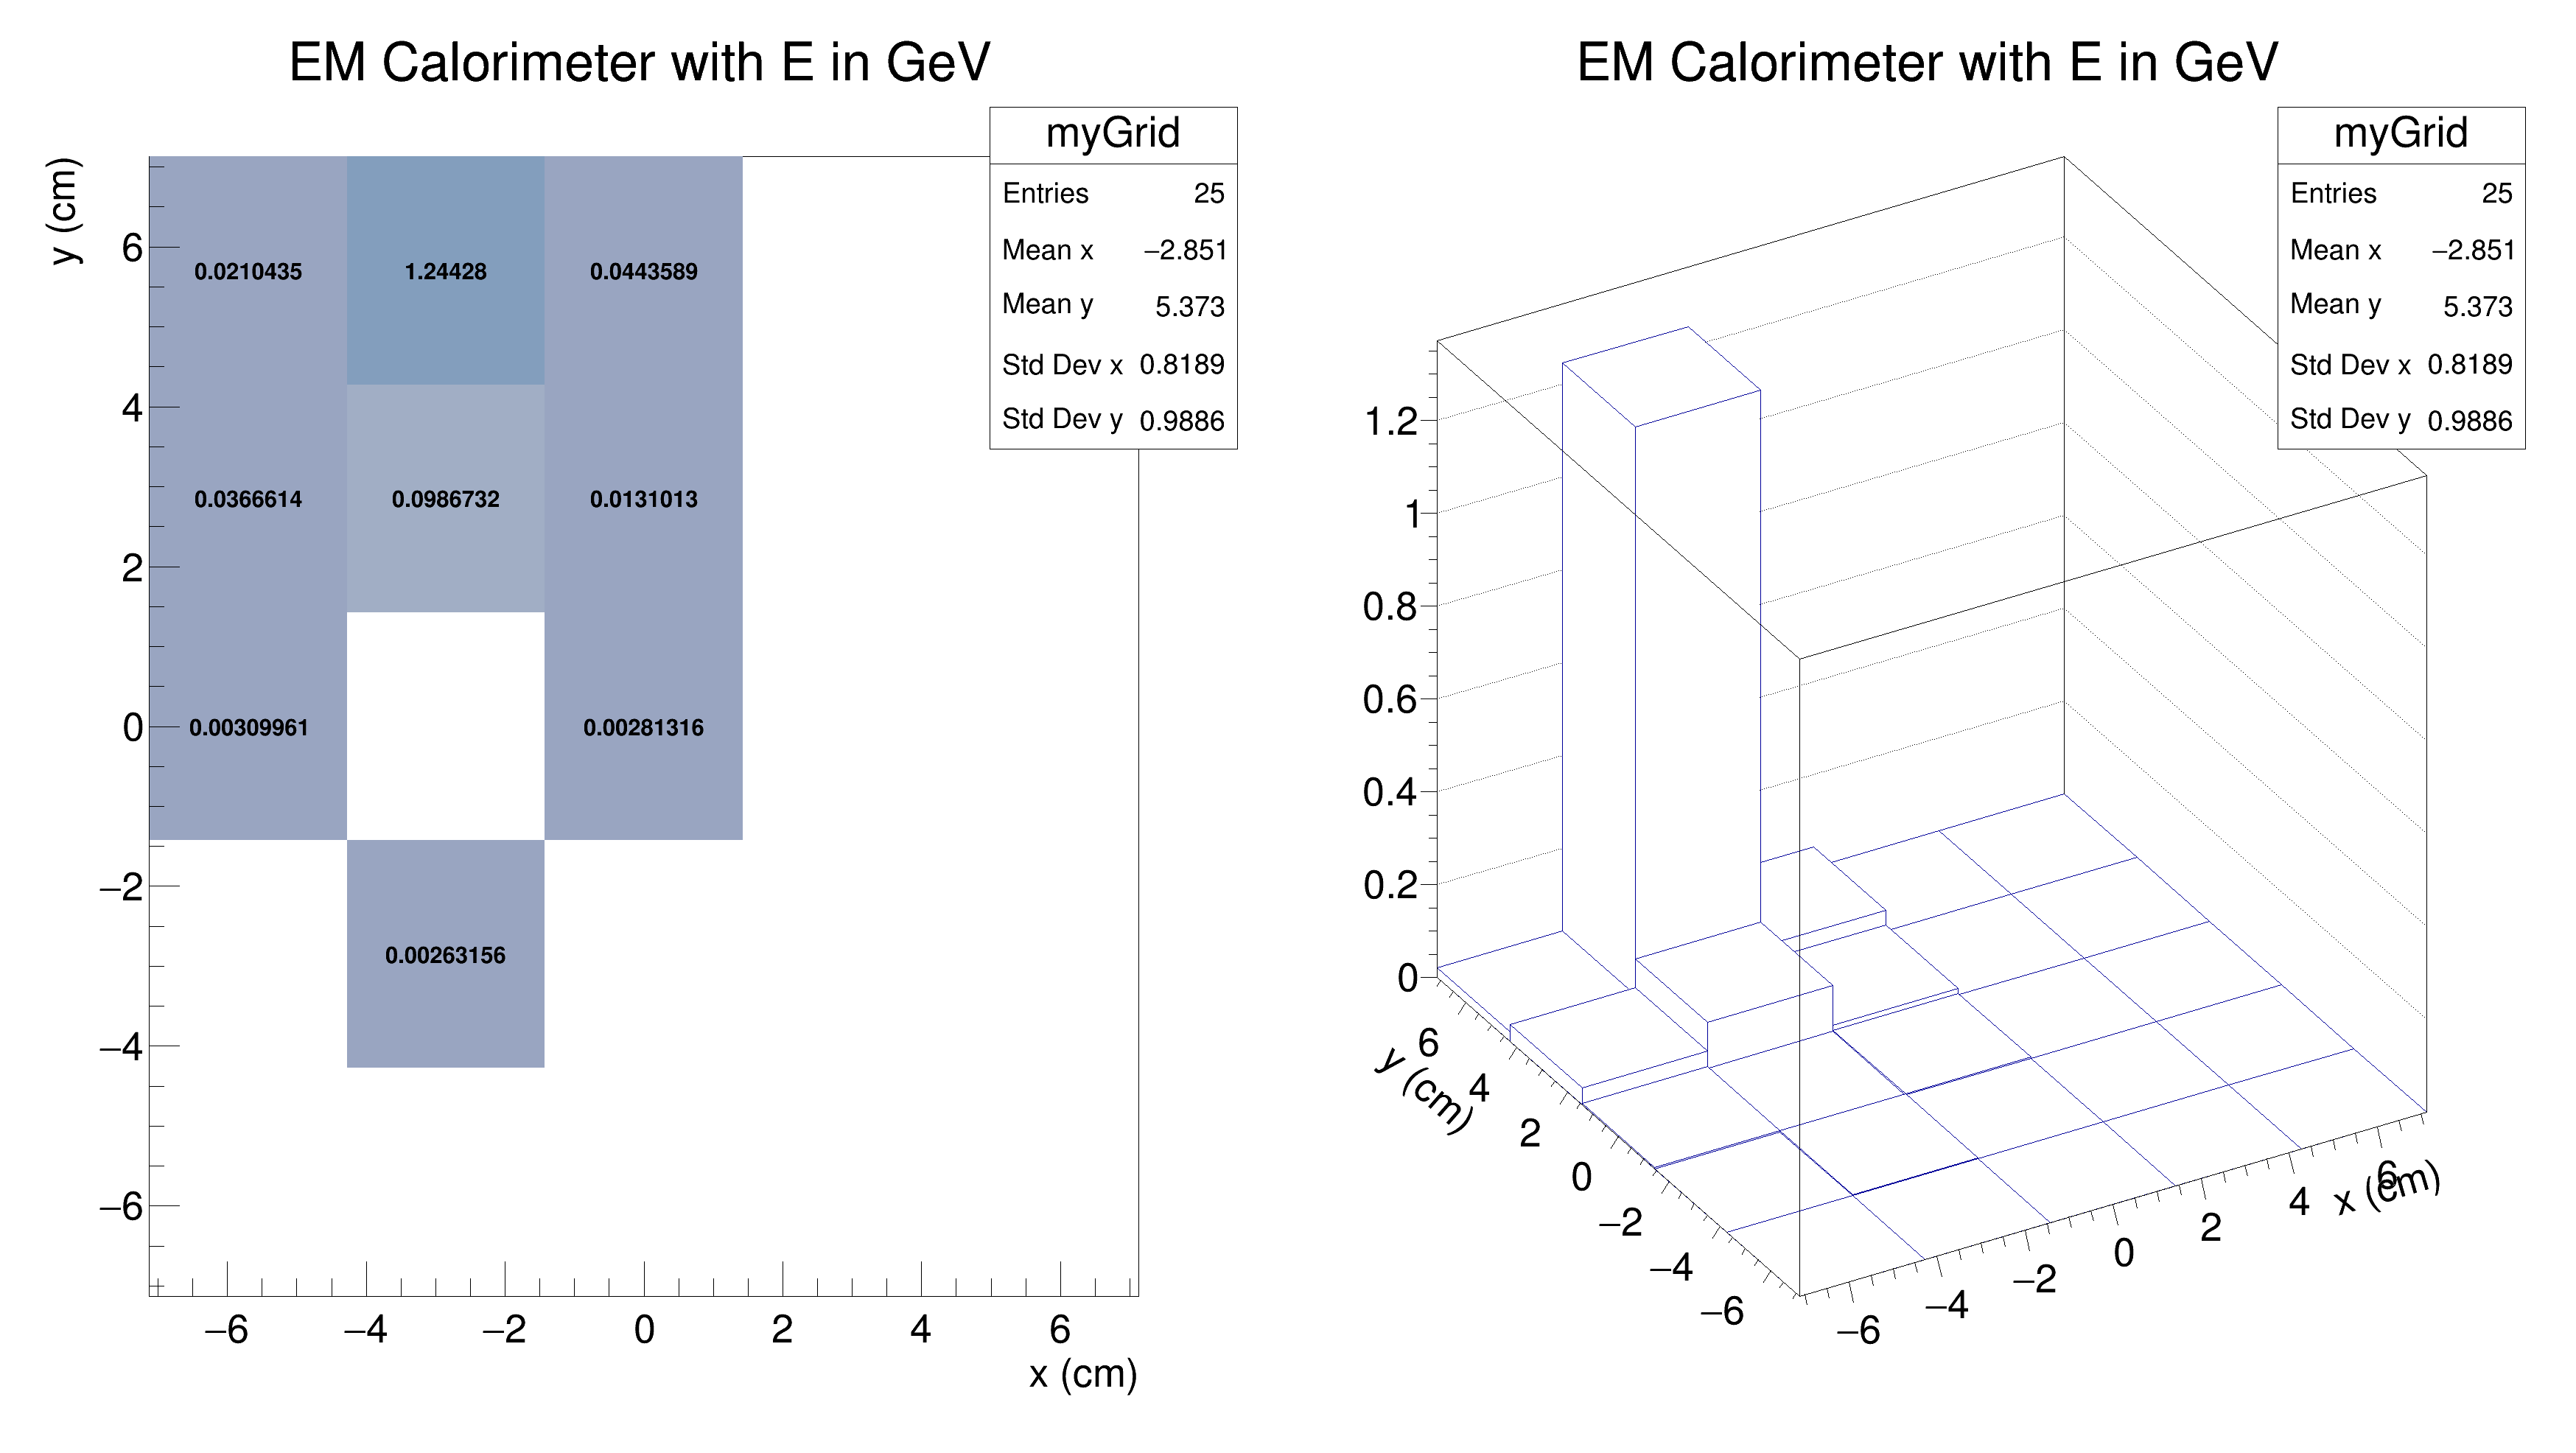 EM Calorimeter with E in GeV
myGrid
Entries 25
Mean x −2.851
Mean y 5.373
Std Dev x 0.8189
Std Dev y 0.9886
y (cm)
6
4
2
0
−2
−4
−6
0.0210435 1.24428 0.0443589
0.0366614 0.0986732 0.0131013
0.00309961 0.00281316
0.00263156
−6 −4 −2 0 2 4 6
x (cm)
EM Calorimeter with E in GeV
myGrid
Entries 25
Mean x −2.851
Mean y 5.373
Std Dev x 0.8189
Std Dev y 0.9886
1.2
1
0.8
0.6
0.4
0.2
0
y (cm)
6
4
2
0
−2
−4
−6
−6 −4 −2 0 2 4 6
x (cm)